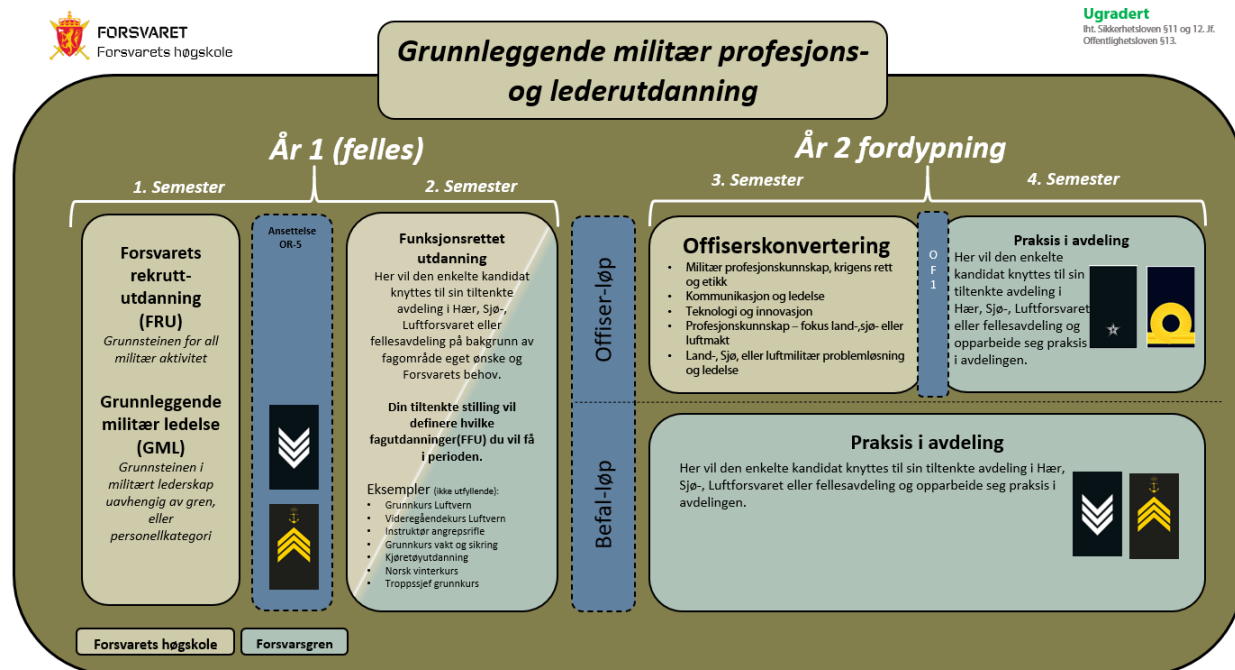 FORSVARET
Forsvarets høgskole
Ugradert
Iht. Sikkerhetsloven §11 og 12. Jf.
Offentlighetsloven §13.
Grunnleggende militær profesjons-
og lederutdanning
År 1 (felles)
År 2 fordypning
1. Semester
2. Semester
3. Semester
4. Semester
Forsvarets
rekrutt-
utdanning
(FRU)
Grunnsteinen for all
militær aktivitet
Grunnleggende
militær ledelse
(GML)
Grunnsteinen i
militært lederskap
uavhengig av gren,
eller
personellkategori
Ansettelse
OR-5
Funksjonsrettet
utdanning
Her vil den enkelte kandidat
knyttes til sin tiltenkte
avdeling i Hær, Sjø-,
Luftforsvaret eller
fellesavdeling på bakgrunn av
fagområde eget ønske og
Forsvarets behov.
Din tiltenkte stilling vil
definere hvilke
fagutdanninger(FFU) du vil få
i perioden.
Eksempler (ikke utfyllende):
• Grunnkurs Luftvern
• Videregåendekurs Luftvern
• Instruktør angrepsrifle
• Grunnkurs vakt og sikring
• Kjøretøyutdanning
• Norsk vinterkurs
• Troppssjef grunnkurs
Offiser-løp
Befal-løp
Offiserskonvertering
• Militær profesjonskunnskap, krigens rett
og etikk
• Kommunikasjon og ledelse
• Teknologi og innovasjon
• Profesjonskunnskap – fokus land-,sjø- eller
luftmakt
• Land-, Sjø, eller luftmilitær problemløsning
og ledelse
O
F
1
Praksis i avdeling
Her vil den enkelte
kandidat knyttes til sin
tiltenkte avdeling i
Hær, Sjø-, Luftforsvaret
eller fellesavdeling og
opparbeide seg praksis
i avdelingen.
Praksis i avdeling
Her vil den enkelte kandidat knyttes til sin tiltenkte avdeling i Hær,
Sjø-, Luftforsvaret eller fellesavdeling og opparbeide seg praksis i
avdelingen.
Forsvarets høgskole
Forsvarsgren